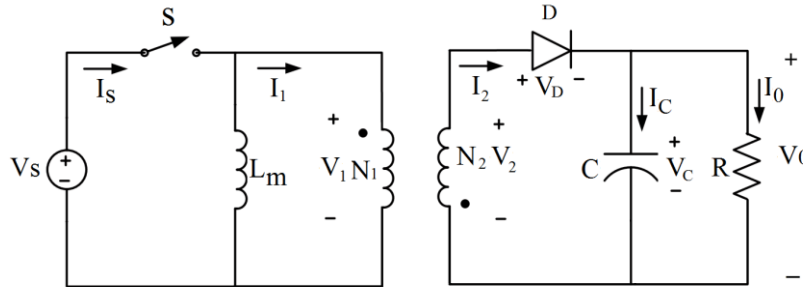 S
D
I_S
I_1
I_2
+ V_D -
I_C
I_0
+
Vs
+
-
L_m
+
V_1 N_1
-
+
N_2 V_2
-
C
+
V_C
-
R
V_0
-